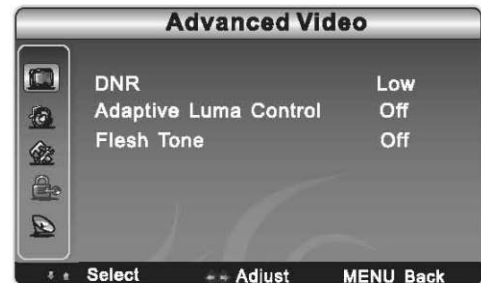 Advanced Video
DNR Low
Adaptive Luma Control Off
Flesh Tone Off
Select Adjust MENU Back